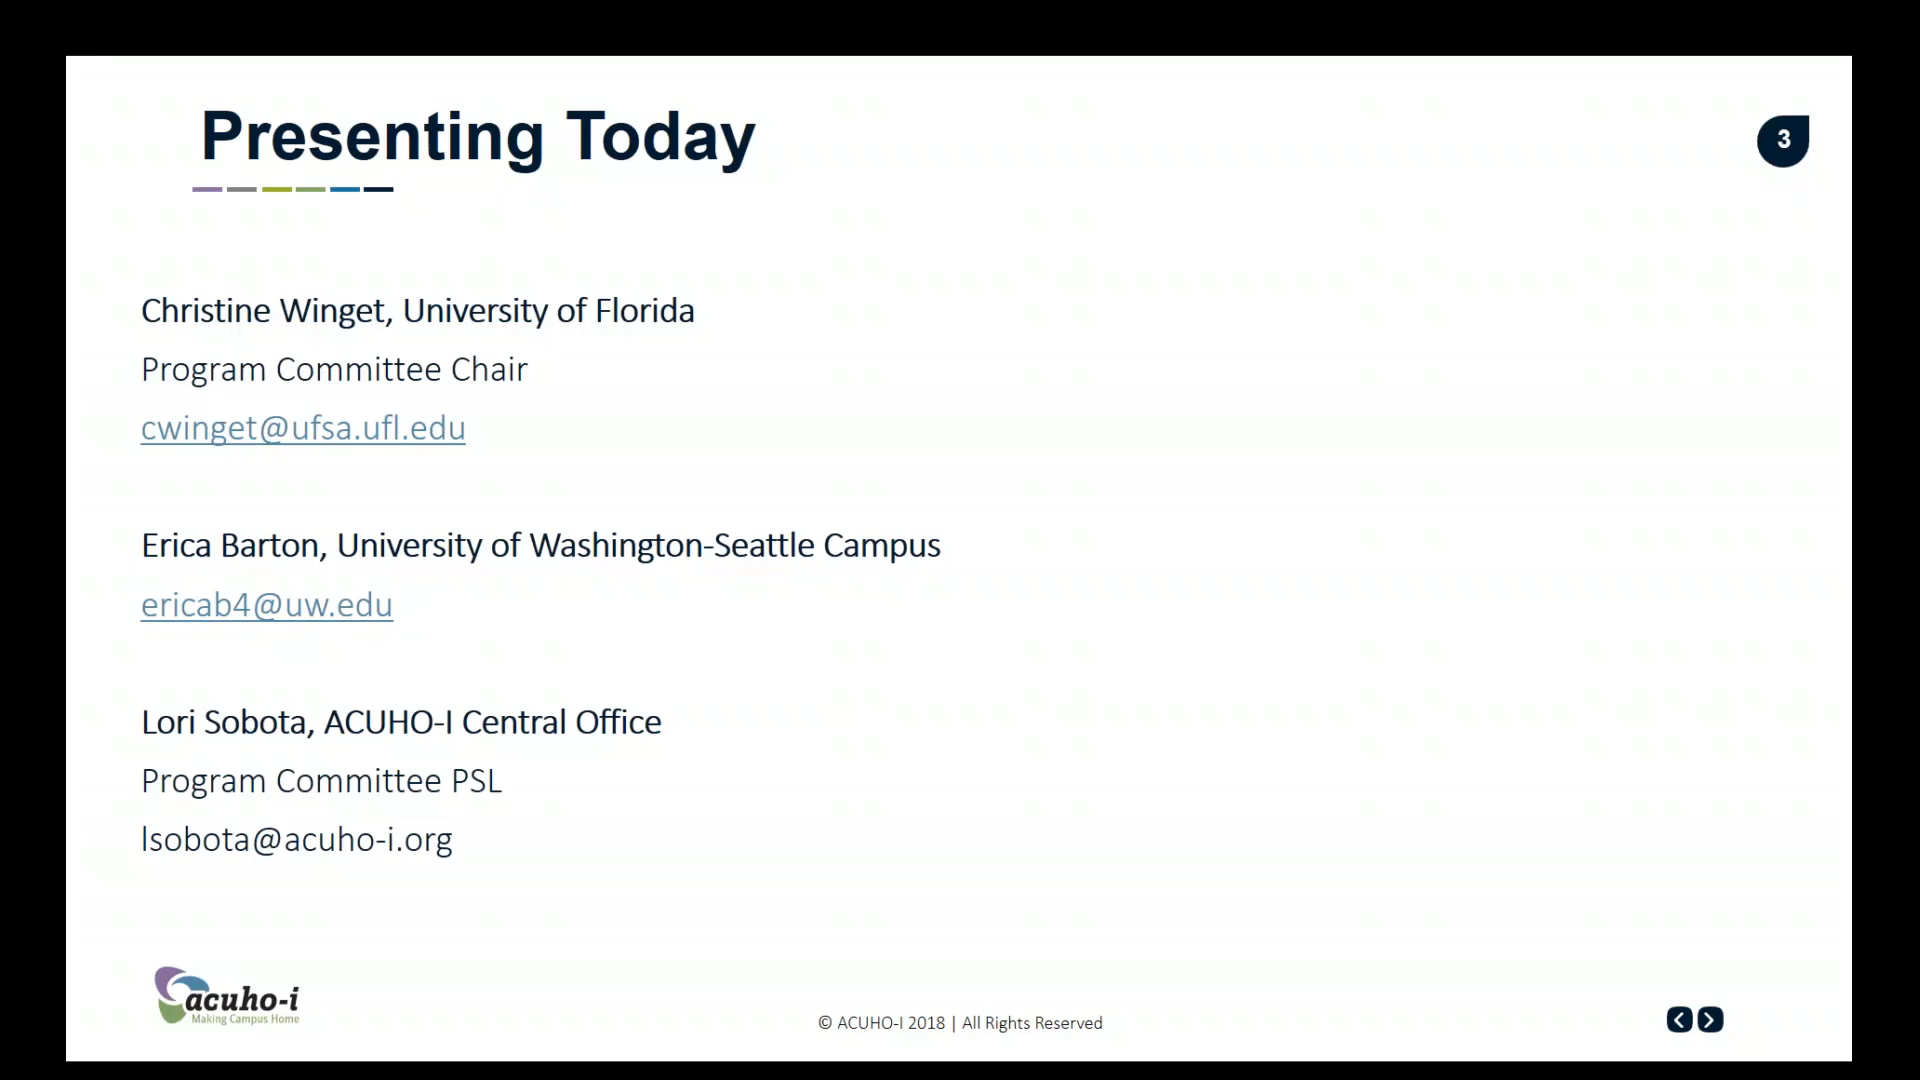 Presenting Today
3
Christine Winget, University of Florida
Program Committee Chair
cwinget@ufsa.ufl.edu
Erica Barton, University of Washington-Seattle Campus
ericab4@uw.edu
Lori Sobota, ACUHO-I Central Office
Program Committee PSL
lsobota@acuho-i.org
acuho-i
Making Campus Home
© ACUHO-I 2018 | All Rights Reserved